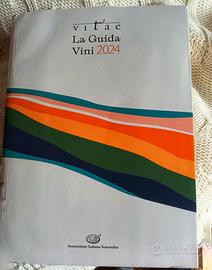 vitae
La Guida
Vini 2024
Associazione Italiana Sommelier